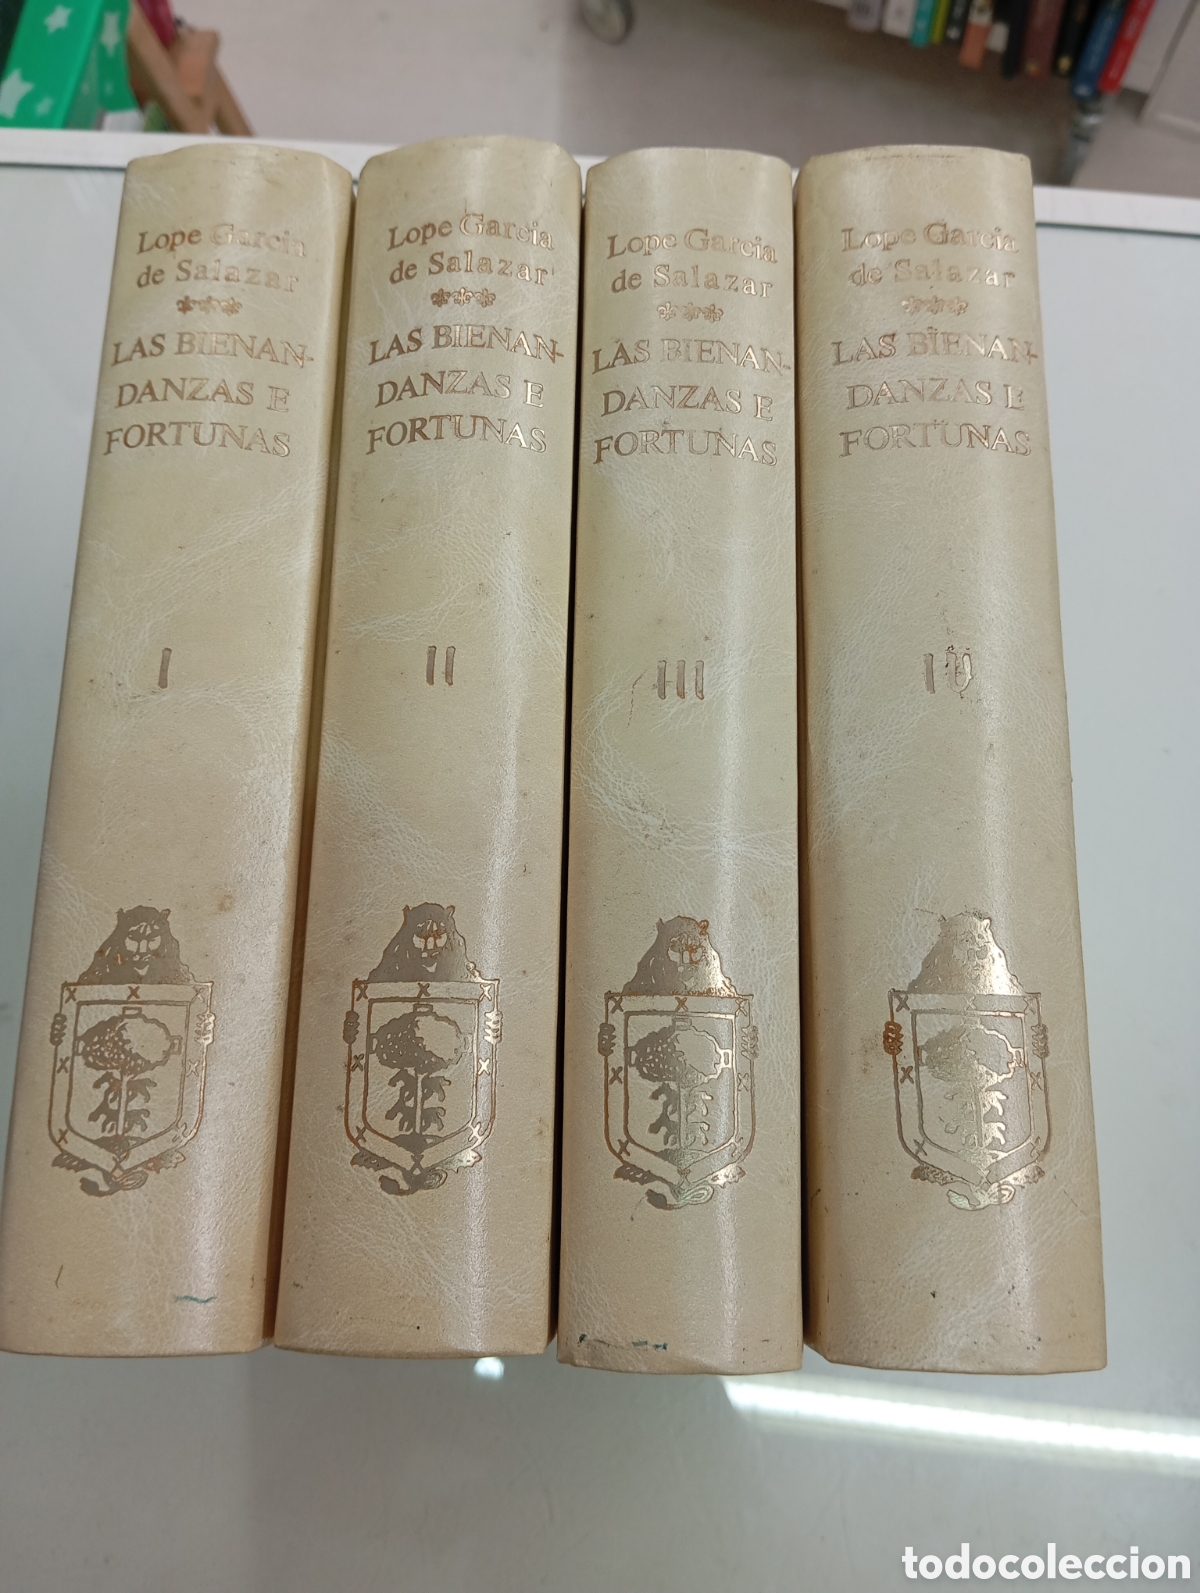 Lope Garcia
de Salazar
LAS BIENAN-
DANZAS E
FORTUNAS
I
Lope Garcia
de Salazar
LAS BIENAN-
DANZAS E
FORTUNAS
II
Lope Garcia
de Salazar
LAS BIENAN-
DANZAS E
FORTUNAS
III
Lope Garcia
de Salazar
LAS BIENAN-
DANZAS E
FORTUNAS
IV
todocoleccion